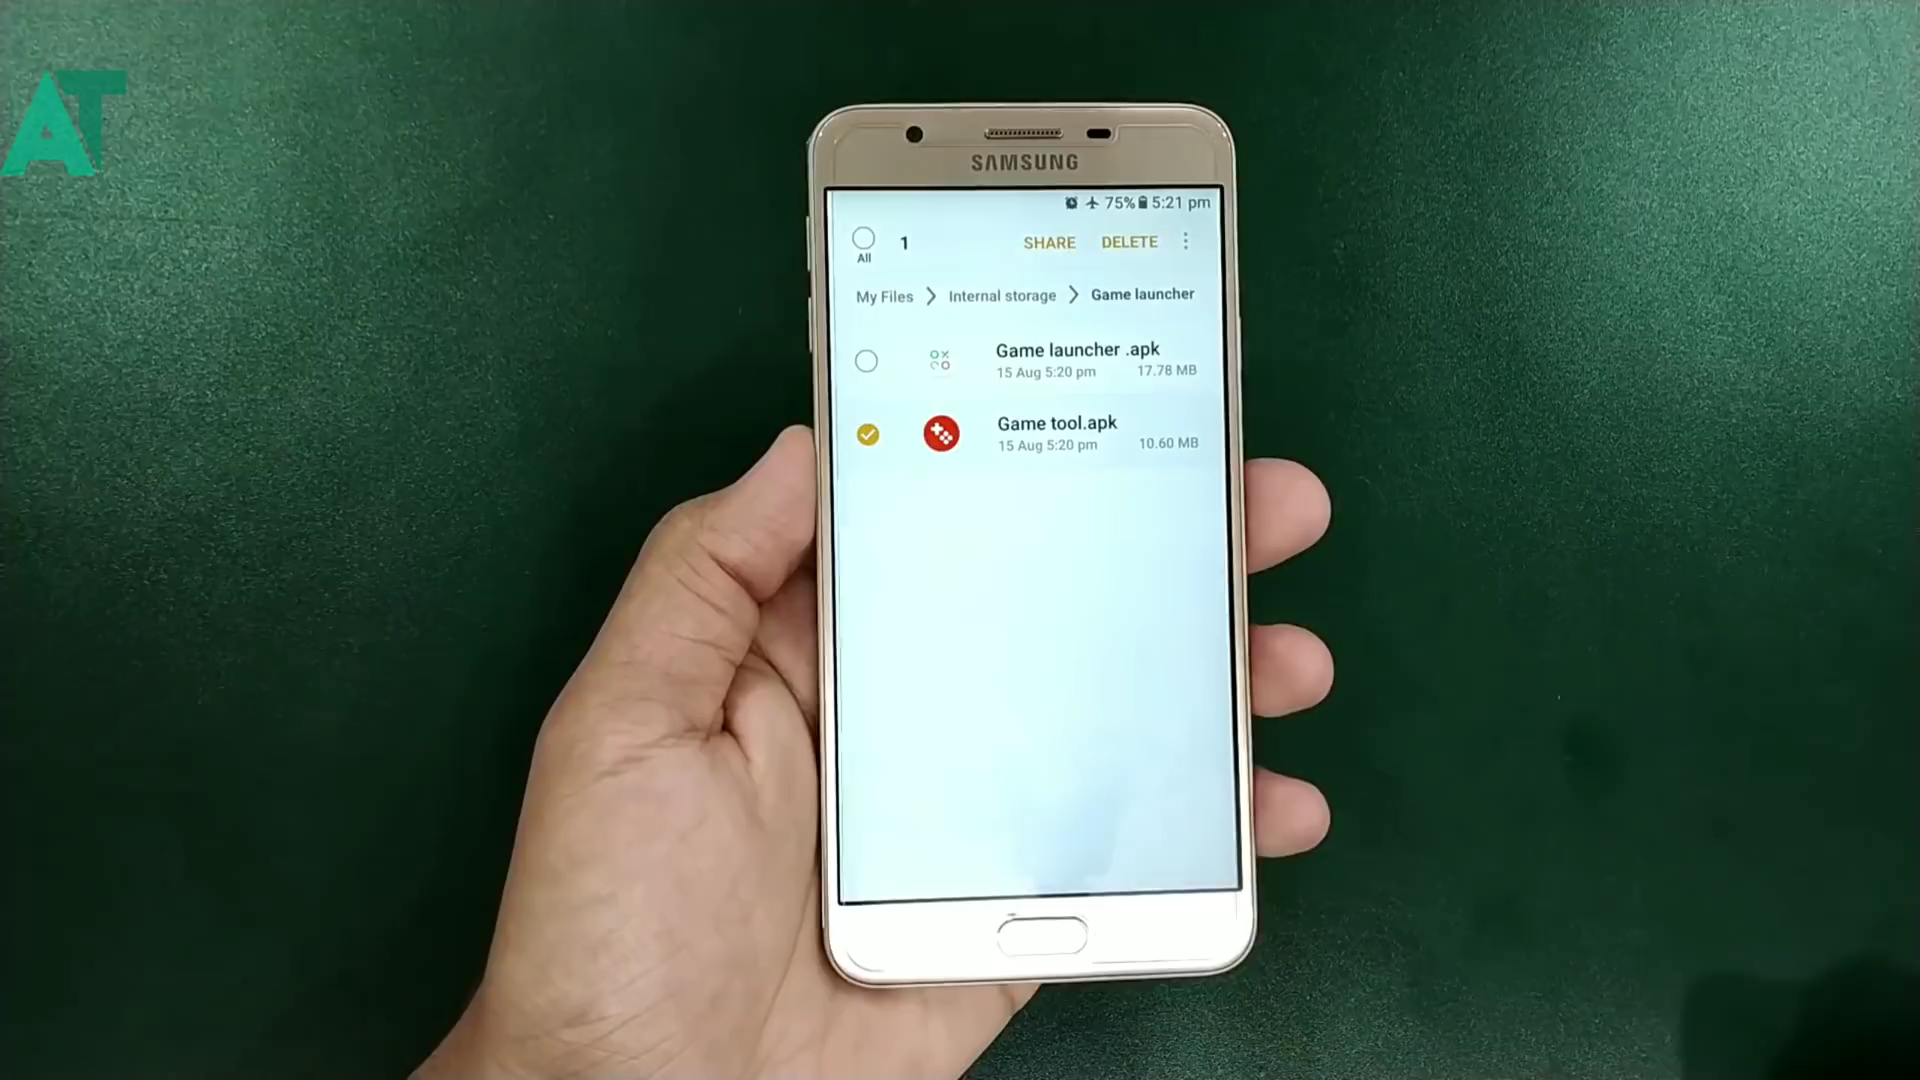 AT
SAMSUNG
75% 5:21 pm
All 1 SHARE DELETE
My Files > Internal storage > Game launcher
Game launcher .apk
15 Aug 5:20 pm 17.78 MB
Game tool.apk
15 Aug 5:20 pm 10.60 MB